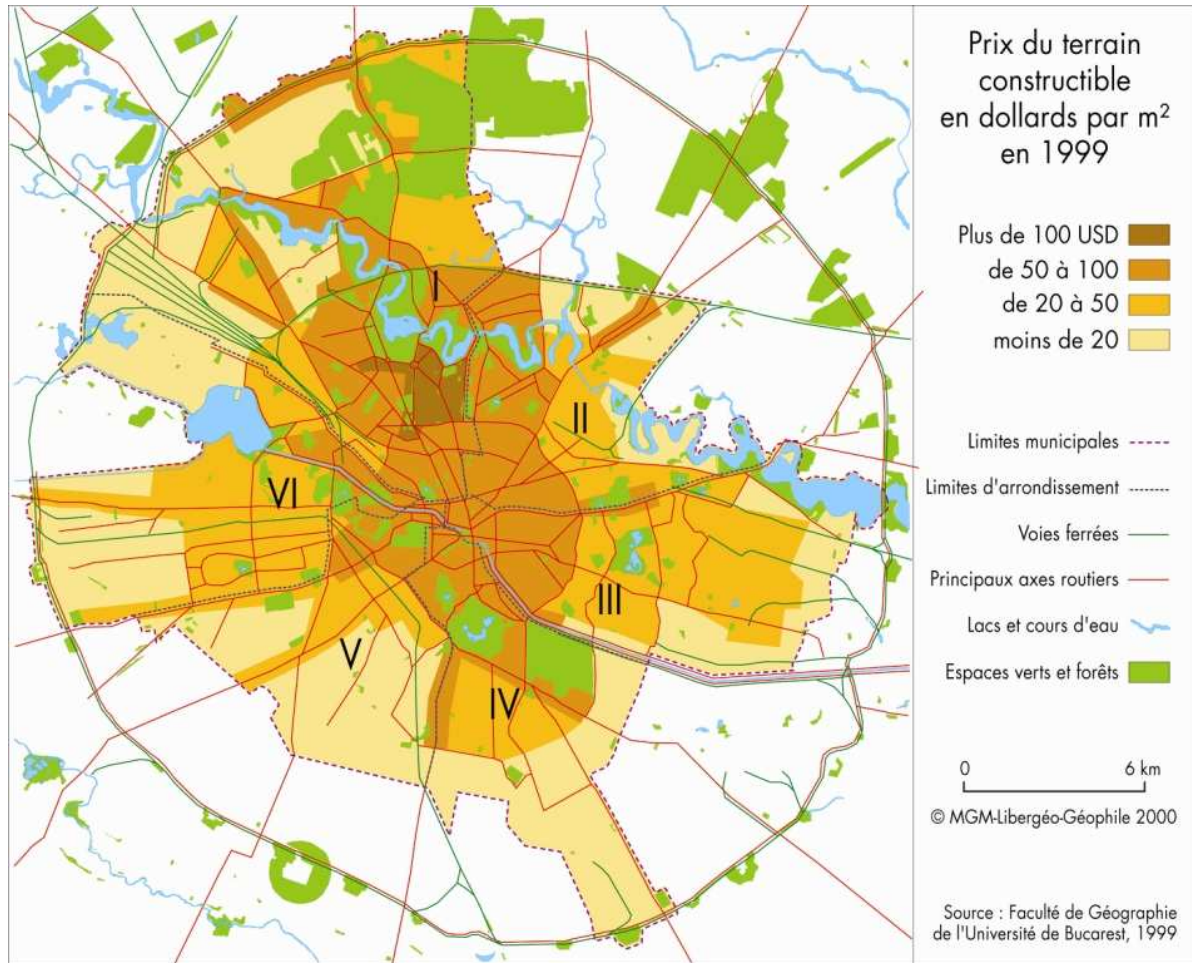 Prix du terrain
constructible
en dollards par m²
en 1999
Plus de 100 USD
de 50 à 100
de 20 à 50
moins de 20
Limites municipales
Limites d'arrondissement
Voies ferrées
Principaux axes routiers
Lacs et cours d'eau
Espaces verts et forêts
0 6 km
© MGM-Libergéo-Géophile 2000
Source : Faculté de Géographie
de l'Université de Bucarest, 1999
I
II
VI
III
V
IV